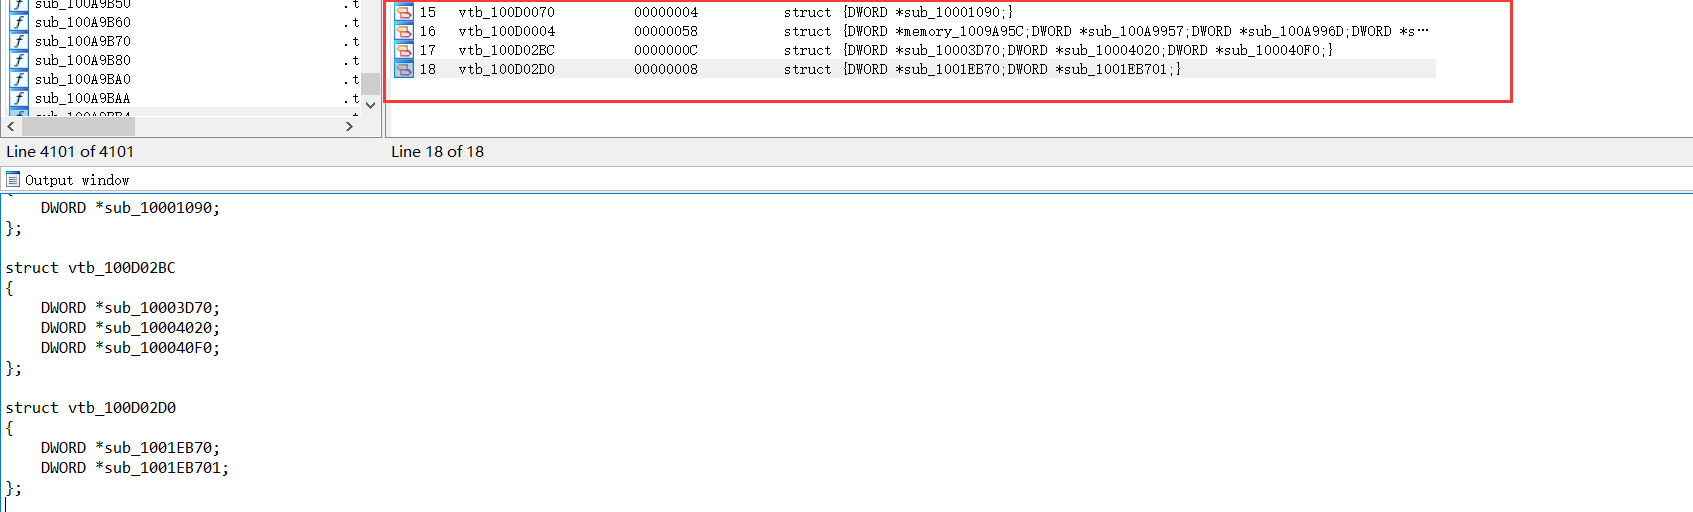 sub_100A9B50 .t
sub_100A9B60 .t
sub_100A9B70 .t
sub_100A9B80 .t
sub_100A9BA0 .t
sub_100A9BAA .t
sub_100A9BB4 .t
15 vtb_100D0070 00000004 struct {DWORD *sub_10001090;}
16 vtb_100D0004 00000058 struct {DWORD *memory_1009A95C;DWORD *sub_100A9957;DWORD *sub_100A996D;DWORD *s…
17 vtb_100D02BC 0000000C struct {DWORD *sub_10003D70;DWORD *sub_10004020;DWORD *sub_100040F0;}
18 vtb_100D02D0 00000008 struct {DWORD *sub_1001EB70;DWORD *sub_1001EB701;}
Line 4101 of 4101
Line 18 of 18
Output window
{
    DWORD *sub_10001090;
};
struct vtb_100D02BC
{
    DWORD *sub_10003D70;
    DWORD *sub_10004020;
    DWORD *sub_100040F0;
};
struct vtb_100D02D0
{
    DWORD *sub_1001EB70;
    DWORD *sub_1001EB701;
};